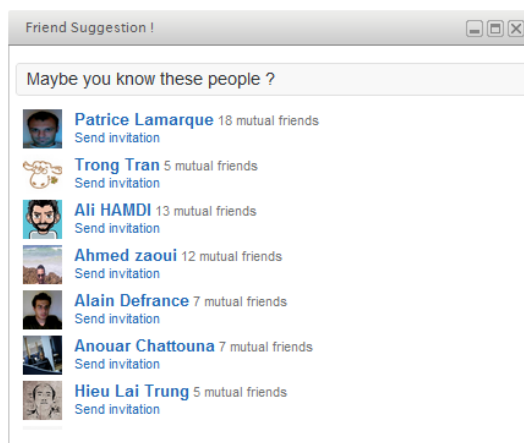 Friend Suggestion !
Maybe you know these people ?
Patrice Lamarque 18 mutual friends
Send invitation
Trong Tran 5 mutual friends
Send invitation
Ali HAMDI 13 mutual friends
Send invitation
Ahmed zaoui 12 mutual friends
Send invitation
Alain Defrance 7 mutual friends
Send invitation
Anouar Chattouna 7 mutual friends
Send invitation
Hieu Lai Trung 5 mutual friends
Send invitation